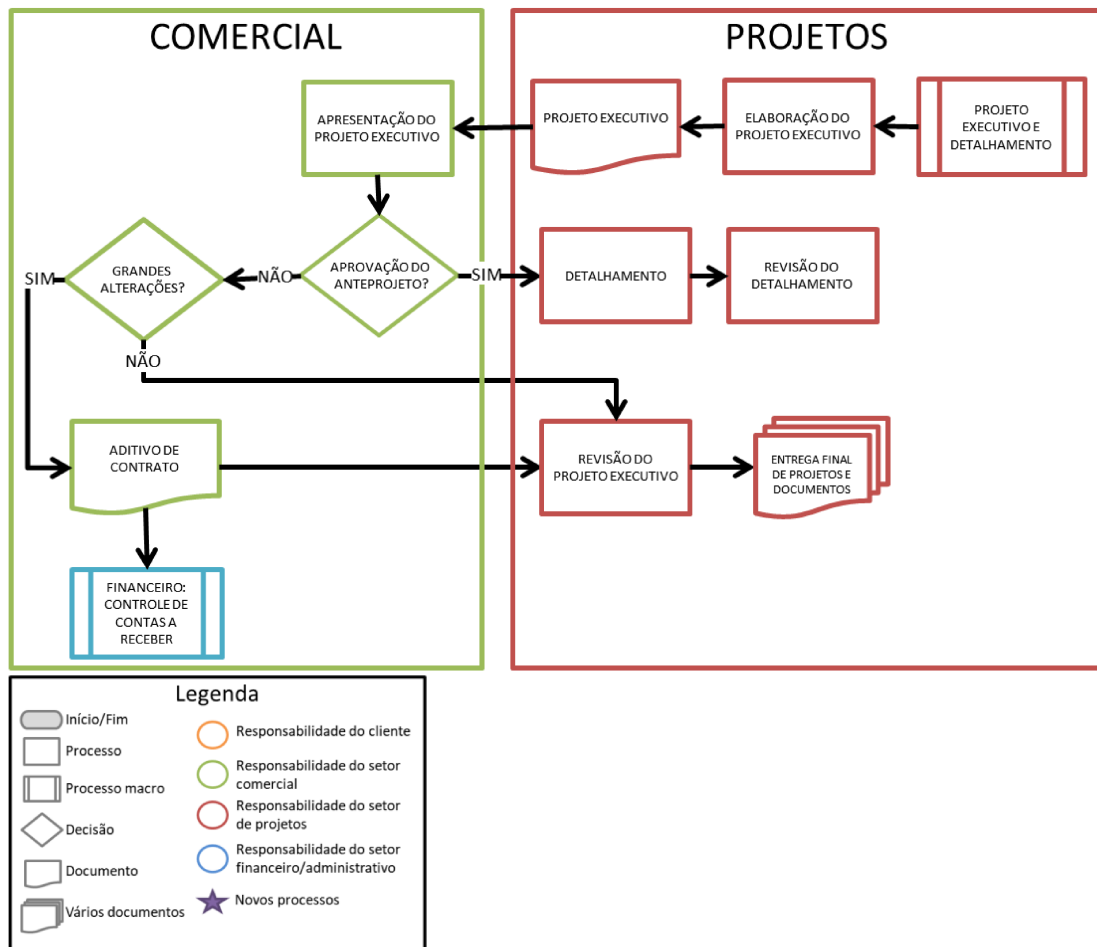 COMERCIAL
PROJETOS
APRESENTAÇÃO DO
PROJETO EXECUTIVO
PROJETO EXECUTIVO
ELABORAÇÃO DO
PROJETO EXECUTIVO
PROJETO
EXECUTIVO E
DETALHAMENTO
SIM
GRANDES
ALTERAÇÕES?
NÃO
APROVAÇÃO DO
ANTEPROJETO?
SIM
DETALHAMENTO
REVISÃO DO
DETALHAMENTO
NÃO
ADITIVO DE
CONTRATO
REVISÃO DO
PROJETO EXECUTIVO
ENTREGA FINAL
DE PROJETOS E
DOCUMENTOS
FINANCEIRO:
CONTROLE DE
CONTAS A
RECEBER
Legenda
Início/Fim
Processo
Processo macro
Decisão
Documento
Vários documentos
Responsabilidade do cliente
Responsabilidade do setor
comercial
Responsabilidade do setor
de projetos
Responsabilidade do setor
financeiro/administrativo
Novos processos